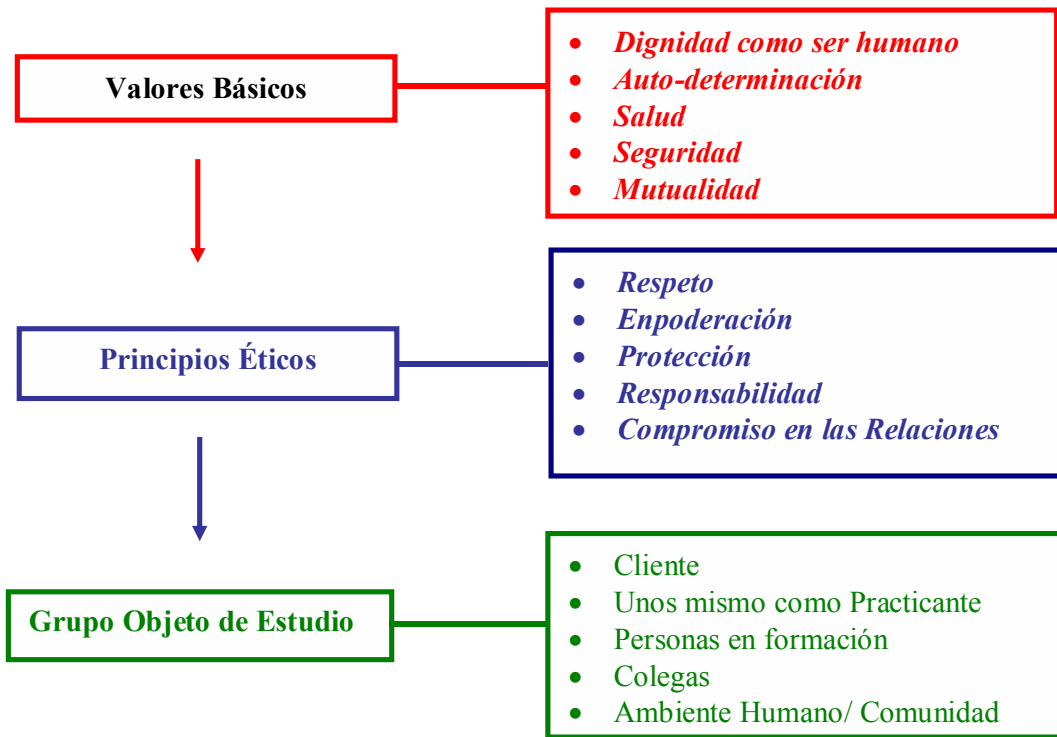 Valores Básicos
• Dignidad como ser humano
• Auto-determinación
• Salud
• Seguridad
• Mutualidad
Principios Éticos
• Respeto
• Enpoderación
• Protección
• Responsabilidad
• Compromiso en las Relaciones
Grupo Objeto de Estudio
• Cliente
• Unos mismo como Practicante
• Personas en formación
• Colegas
• Ambiente Humano/ Comunidad